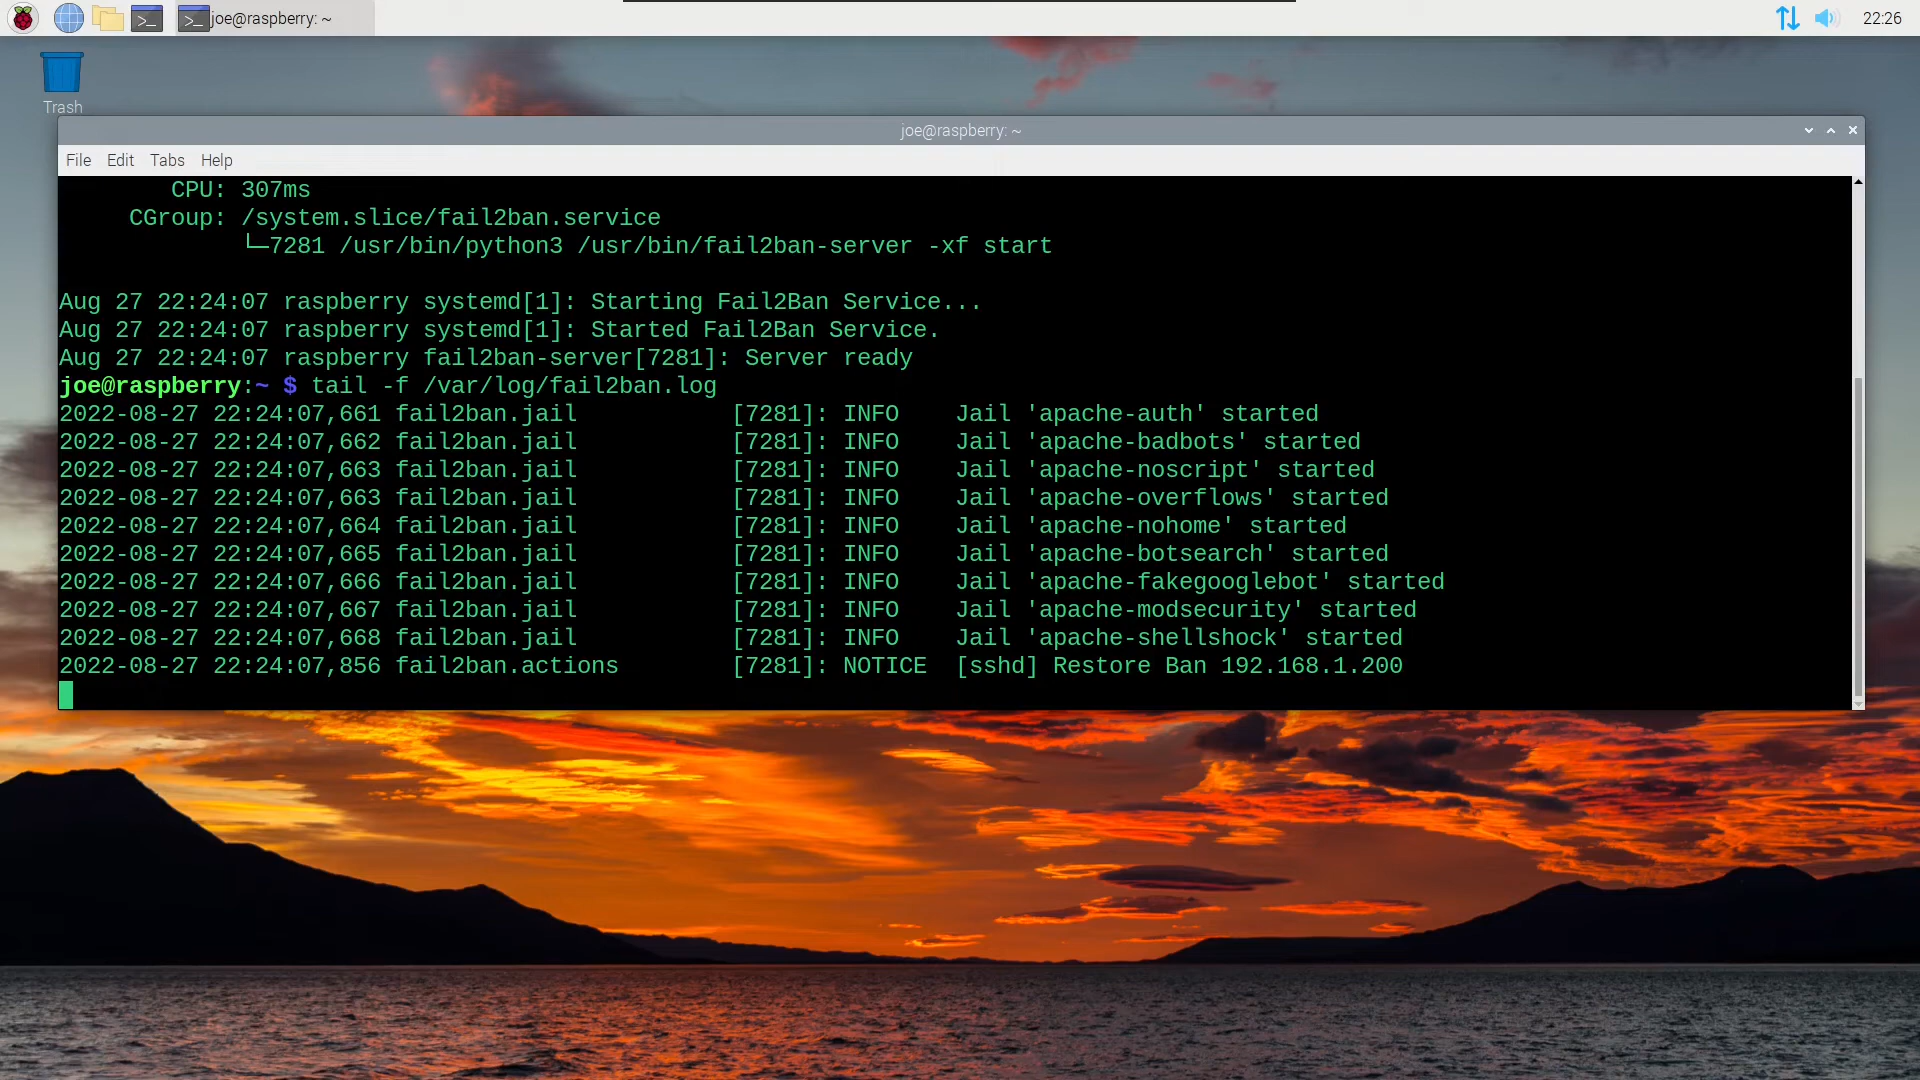 joe@raspberry: ~
22:26
Trash
joe@raspberry: ~
File Edit Tabs Help
CPU: 307ms
CGroup: /system.slice/fail2ban.service
└─7281 /usr/bin/python3 /usr/bin/fail2ban-server -xf start
Aug 27 22:24:07 raspberry systemd[1]: Starting Fail2Ban Service...
Aug 27 22:24:07 raspberry systemd[1]: Started Fail2Ban Service.
Aug 27 22:24:07 raspberry fail2ban-server[7281]: Server ready
joe@raspberry:~ $ tail -f /var/log/fail2ban.log
2022-08-27 22:24:07,661 fail2ban.jail [7281]: INFO Jail 'apache-auth' started
2022-08-27 22:24:07,662 fail2ban.jail [7281]: INFO Jail 'apache-badbots' started
2022-08-27 22:24:07,663 fail2ban.jail [7281]: INFO Jail 'apache-noscript' started
2022-08-27 22:24:07,663 fail2ban.jail [7281]: INFO Jail 'apache-overflows' started
2022-08-27 22:24:07,664 fail2ban.jail [7281]: INFO Jail 'apache-nohome' started
2022-08-27 22:24:07,665 fail2ban.jail [7281]: INFO Jail 'apache-botsearch' started
2022-08-27 22:24:07,666 fail2ban.jail [7281]: INFO Jail 'apache-fakegooglebot' started
2022-08-27 22:24:07,667 fail2ban.jail [7281]: INFO Jail 'apache-modsecurity' started
2022-08-27 22:24:07,668 fail2ban.jail [7281]: INFO Jail 'apache-shellshock' started
2022-08-27 22:24:07,856 fail2ban.actions [7281]: NOTICE [sshd] Restore Ban 192.168.1.200